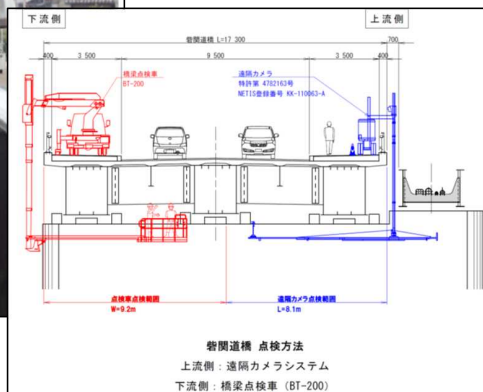 下流側
上流側
砦関道橋 L=17 300
400
3 500
9 500
3 500
400
700
橋梁点検車
BT-200
遠隔カメラ
特許第 4782163号
NETIS登録番号 KK-110063-A
点検車点検範囲
W=9.2m
遠隔カメラ点検範囲
L=8.1m
砦関道橋 点検方法
上流側：遠隔カメラシステム
下流側：橋梁点検車（BT-200）